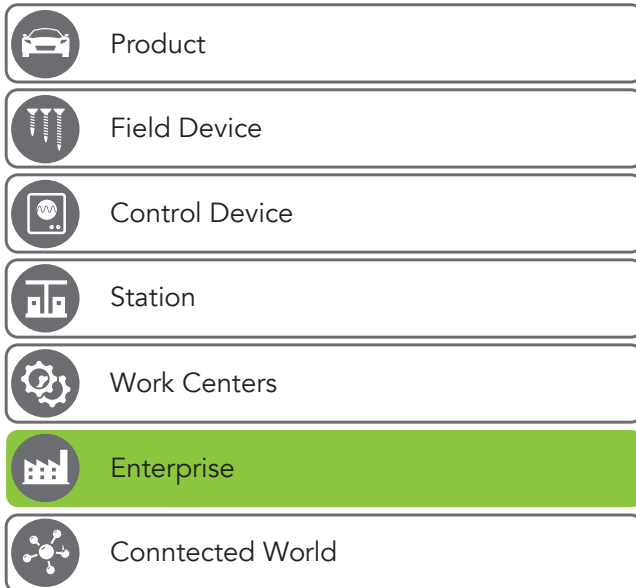 Product
Field Device
Control Device
Station
Work Centers
Enterprise
Conntected World